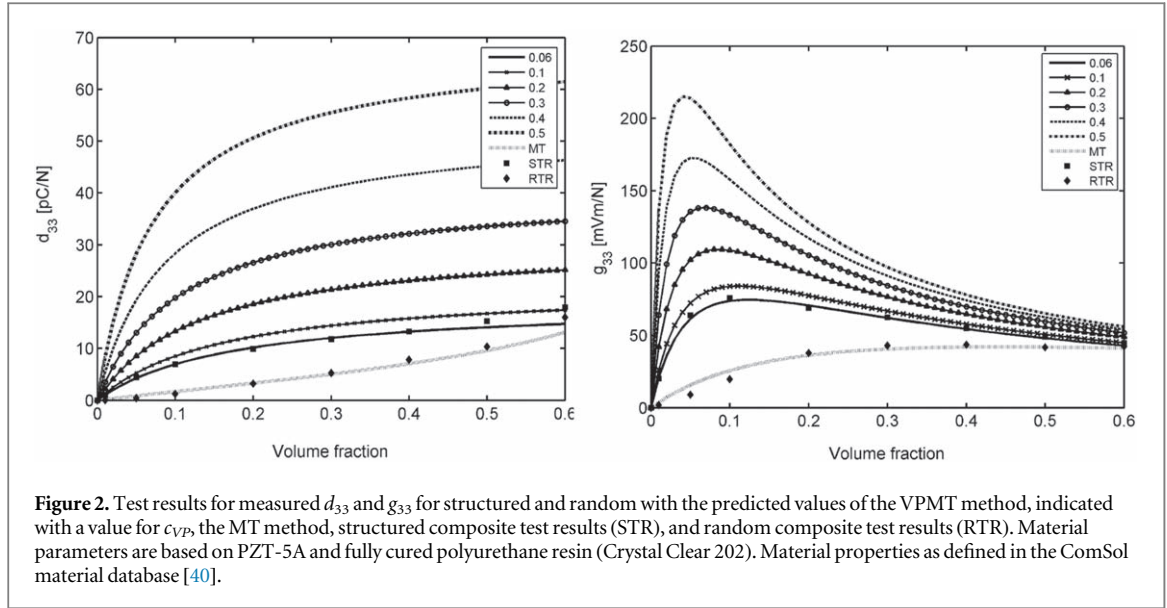 70
60
50
40
30
20
10
0
d33 [pC/N]
0 0.1 0.2 0.3 0.4 0.5 0.6
Volume fraction
0.06
0.1
0.2
0.3
0.4
0.5
MT
STR
RTR
250
200
150
100
50
0
g33 [mVm/N]
0 0.1 0.2 0.3 0.4 0.5 0.6
Volume fraction
0.06
0.1
0.2
0.3
0.4
0.5
MT
STR
RTR
Figure 2. Test results for measured d33 and g33 for structured and random with the predicted values of the VPMT method, indicated
with a value for cVP, the MT method, structured composite test results (STR), and random composite test results (RTR). Material
parameters are based on PZT-5A and fully cured polyurethane resin (Crystal Clear 202). Material properties as defined in the ComSol
material database [40].